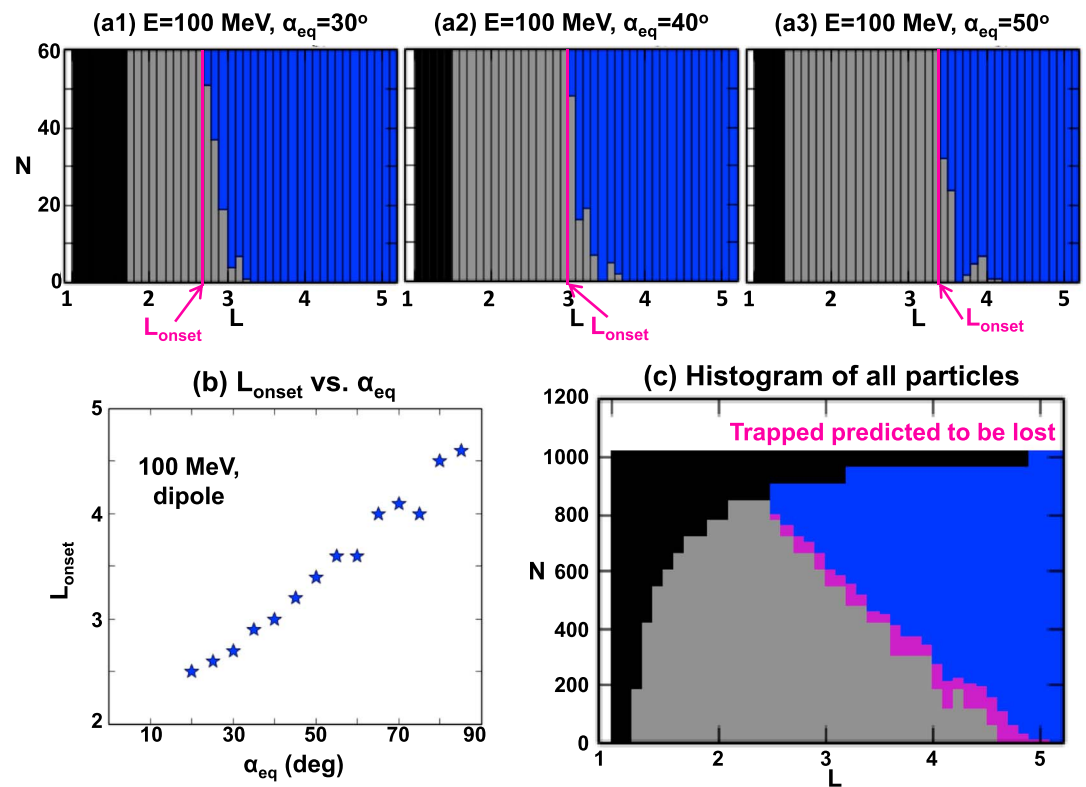 (a1) E=100 MeV, αeq=30°
(a2) E=100 MeV, αeq=40°
(a3) E=100 MeV, αeq=50°
60
40
N
20
0
1 2 3 4 5
L
Lonset
1 2 3 4 5
L
Lonset
1 2 3 4 5
L
Lonset
(b) Lonset vs. αeq
5
100 MeV,
dipole
4
Lonset
3
2
10 30 50 70 90
αeq (deg)
(c) Histogram of all particles
1200
Trapped predicted to be lost
1000
800
N
600
400
200
0
1 2 3 4 5
L